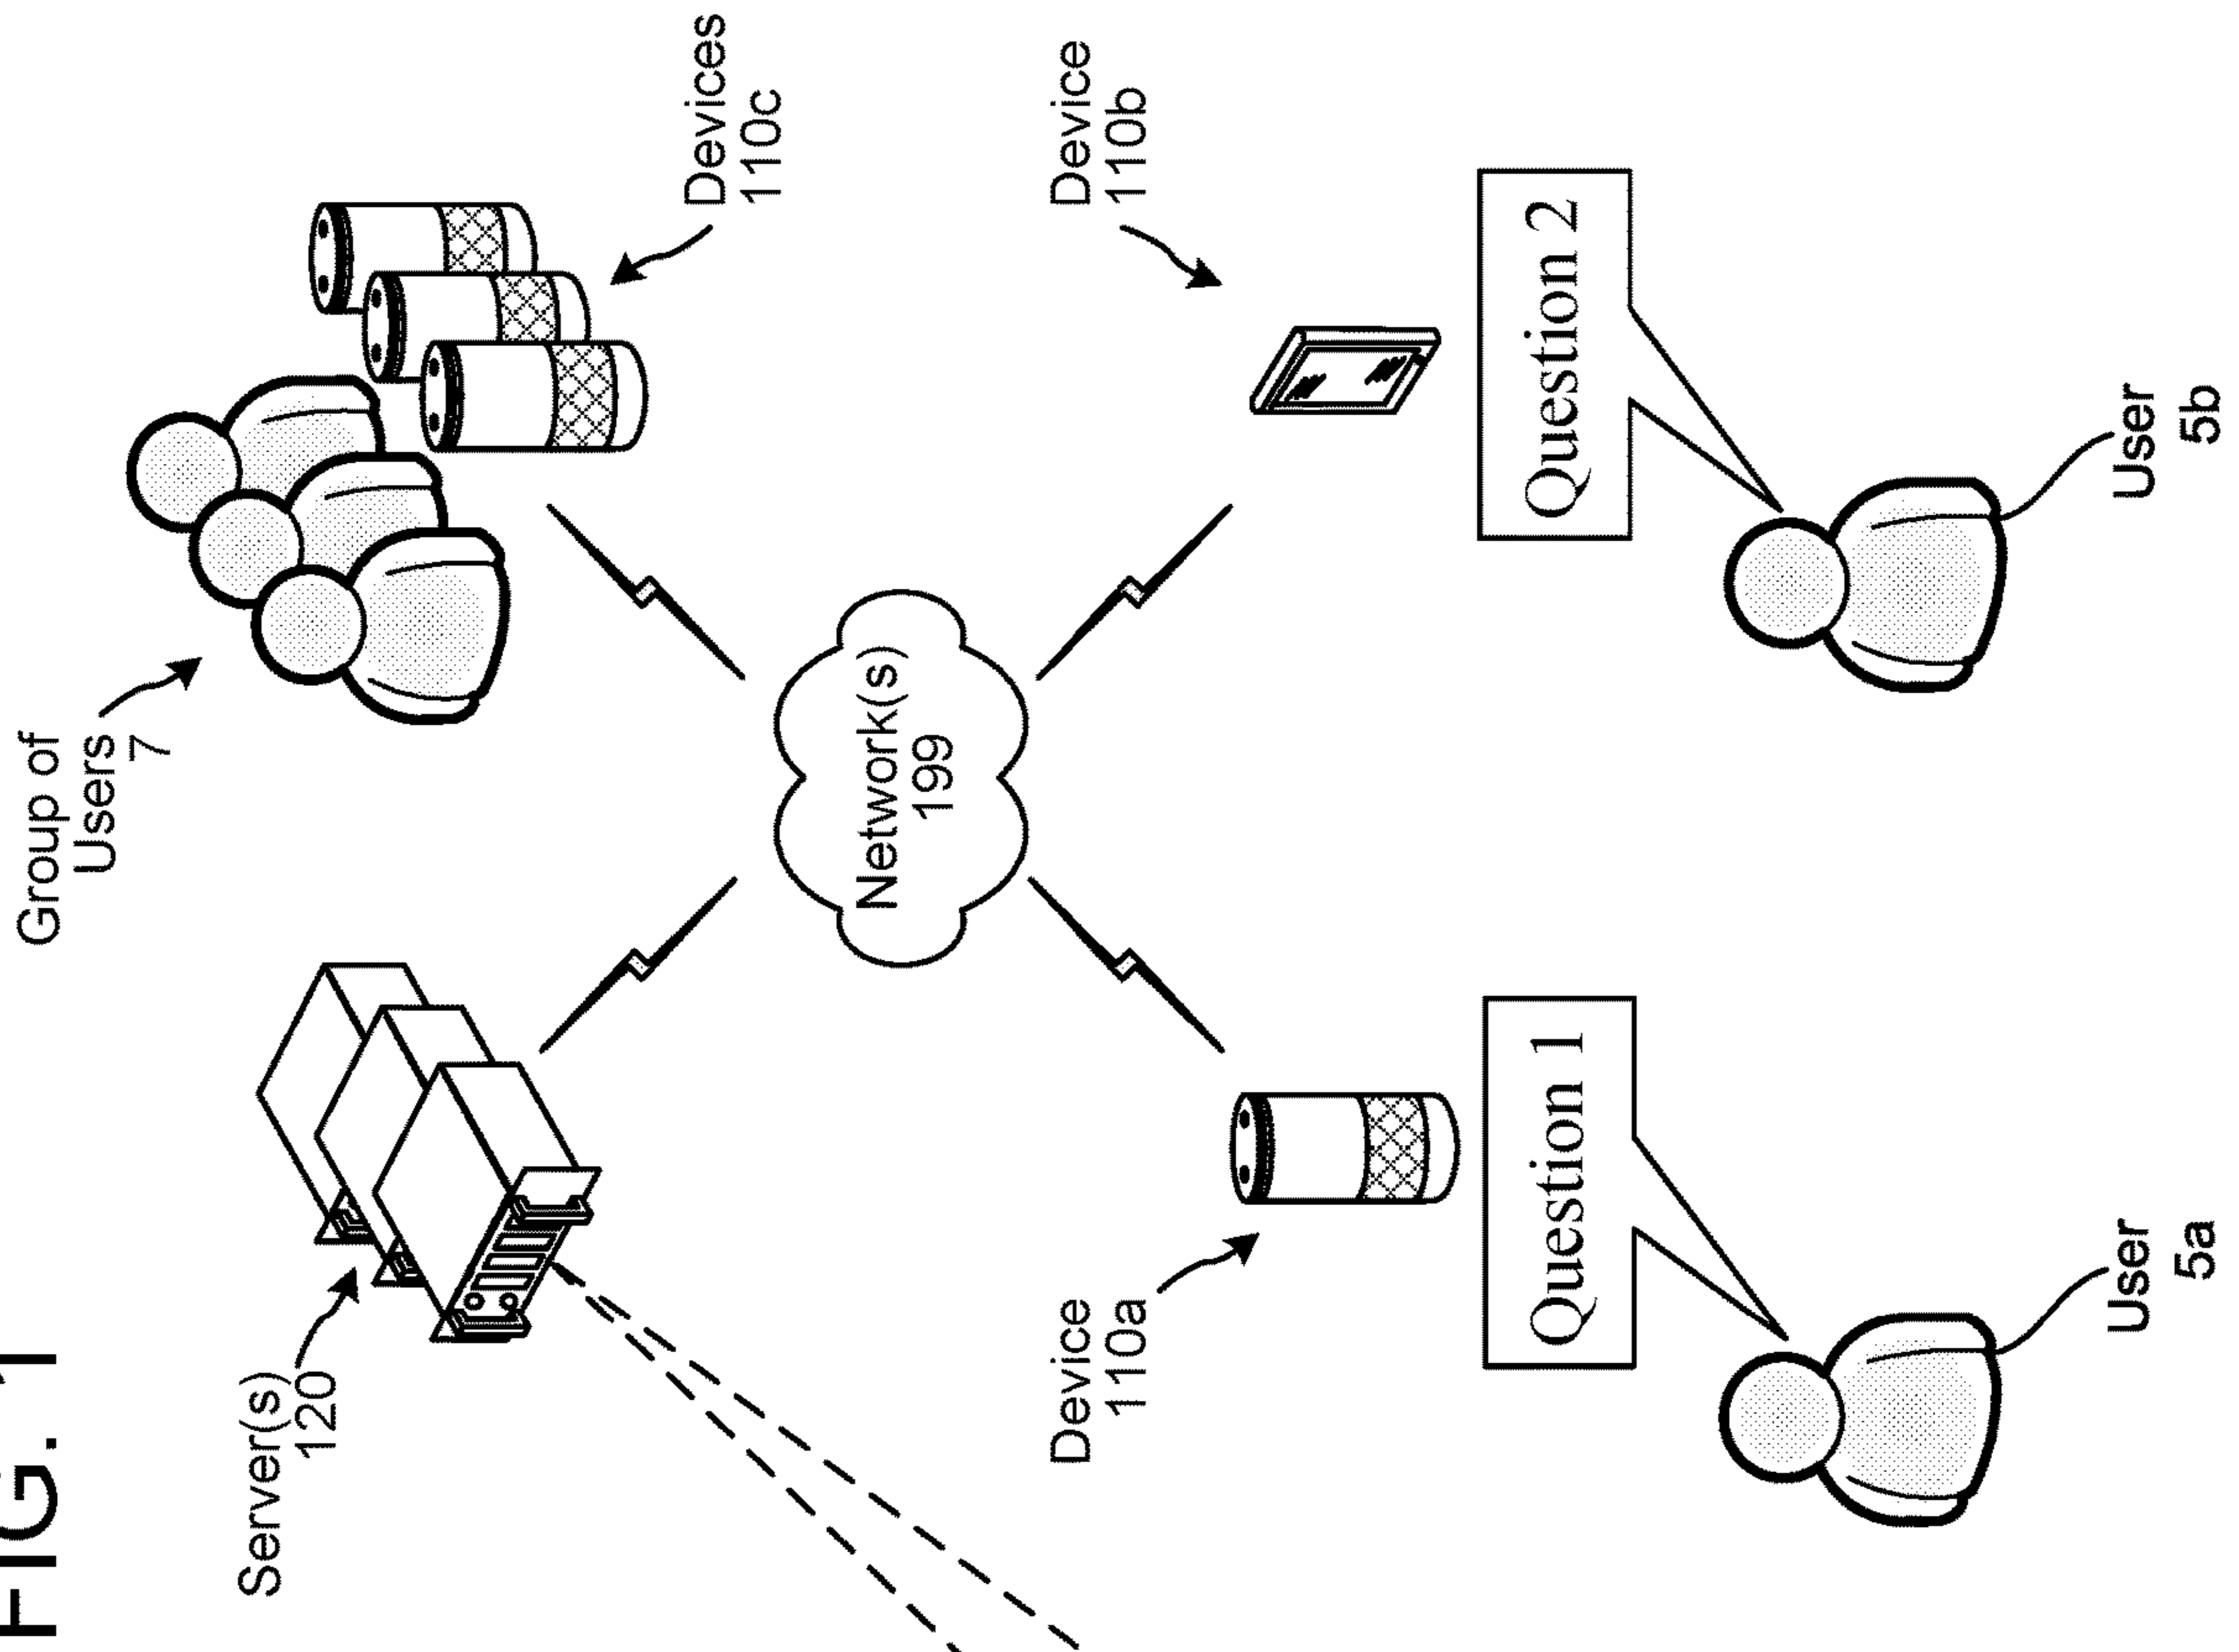 FIG. 1
Server(s)
120
Group of
Users
7
Devices
110c
Network(s)
199
Device
110a
Device
110b
Question 1
Question 2
User
5a
User
5b